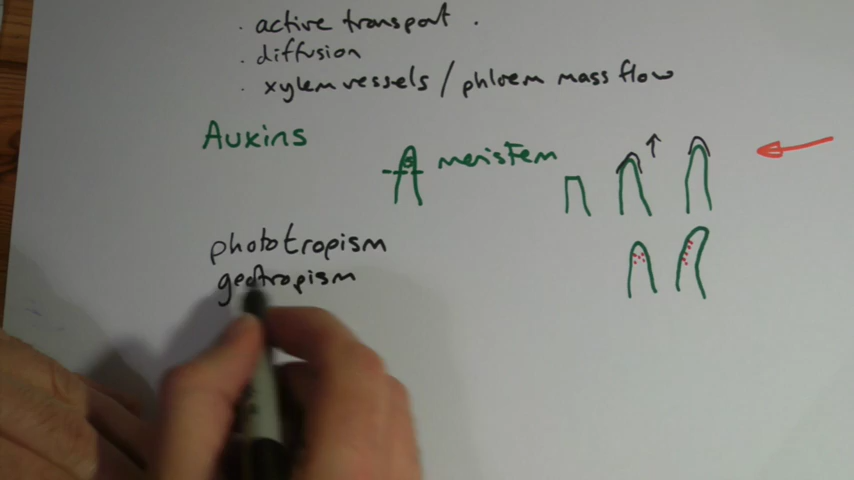 · active transport .
· diffusion
· xylem vessels / phloem mass flow
Auxins
meristem
phototropism
geotropism